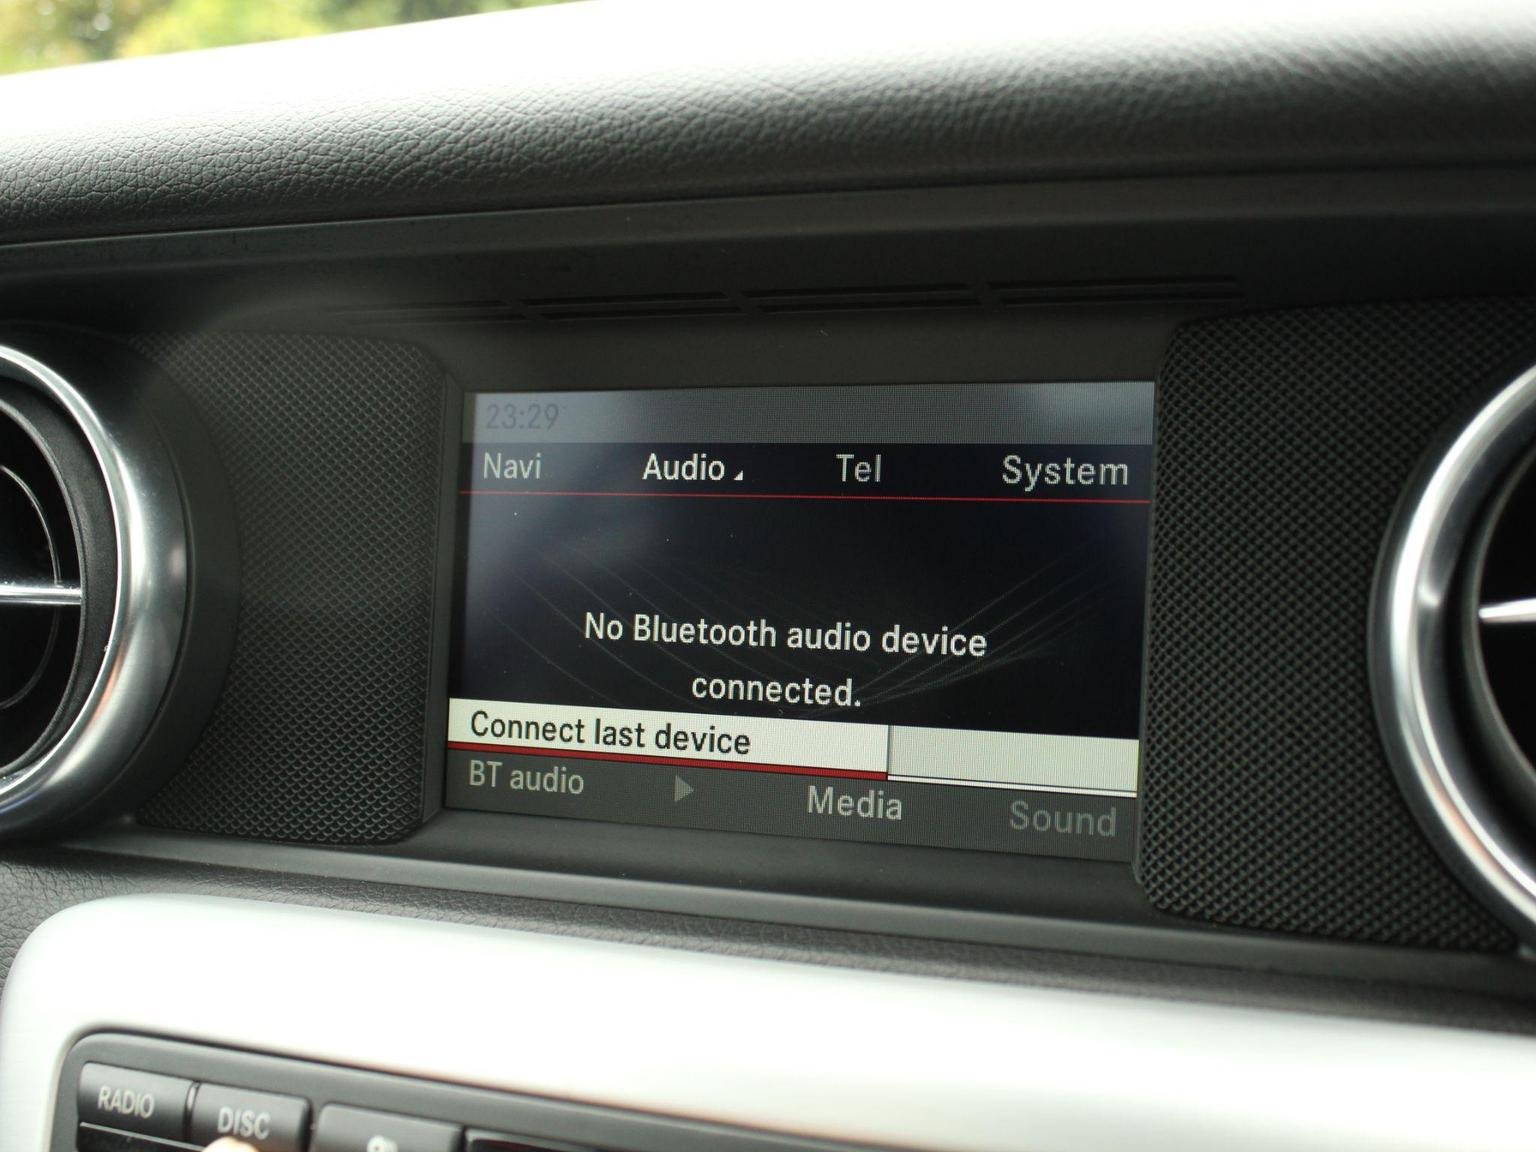 23:29
Navi Audio Tel System
No Bluetooth audio device
connected.
Connect last device
BT audio Media Sound
RADIO DISC